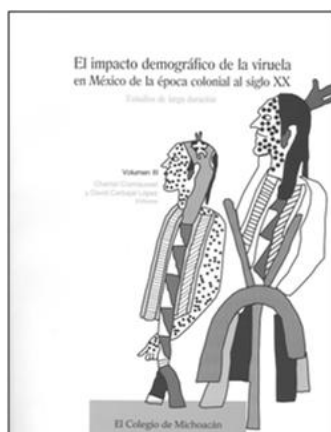 El impacto demográfico de la viruela
en México de la época colonial al siglo XX
Estudios de larga duración
Volumen III
Chantal Cramaussel
y David Carbajal López
Editores
El Colegio de Michoacán